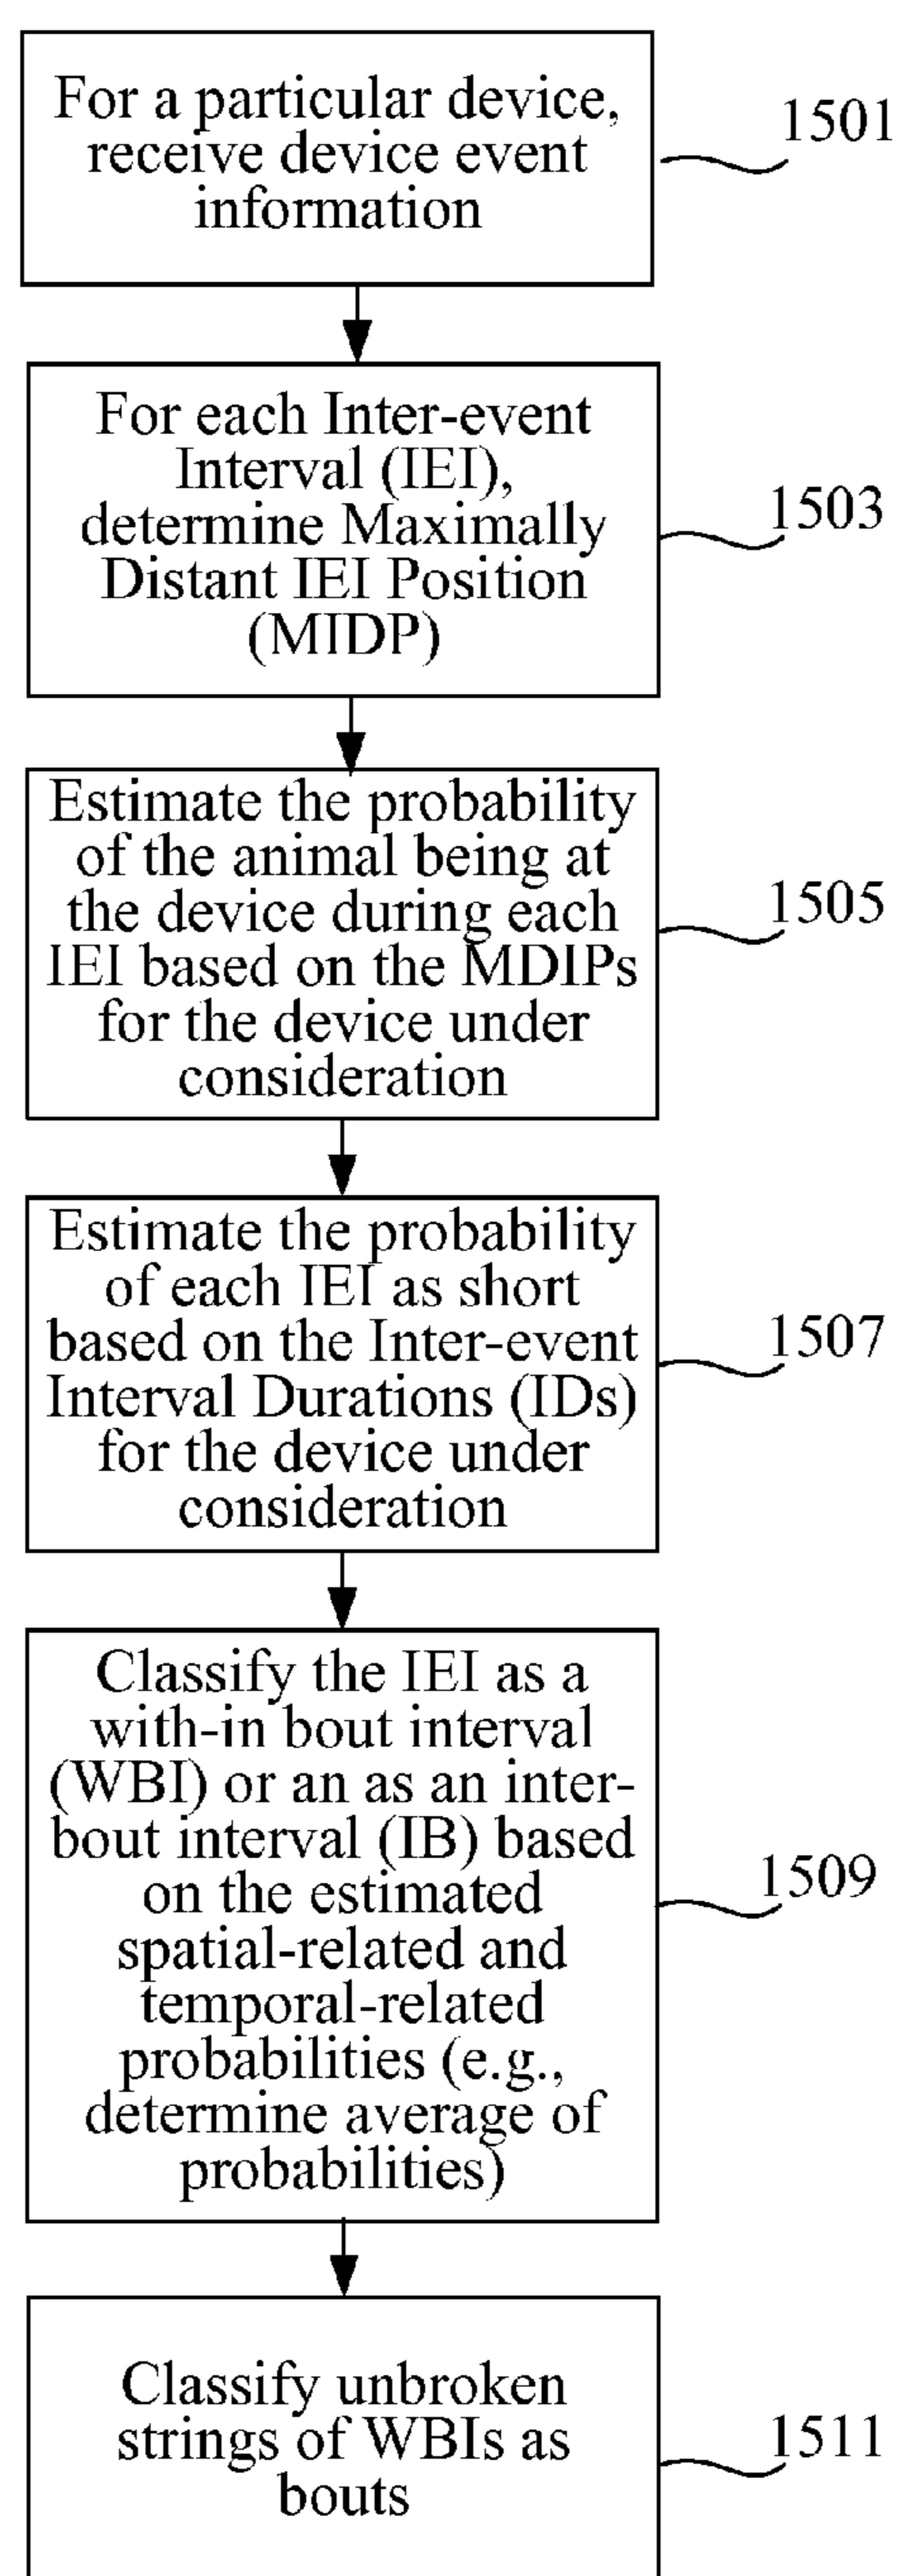 For a particular device,
receive device event
information
1501
For each Inter-event
Interval (IEI),
determine Maximally
Distant IEI Position
(MIDP)
1503
Estimate the probability
of the animal being at
the device during each
IEI based on the MDIPs
for the device under
consideration
1505
Estimate the probability
of each IEI as short
based on the Inter-event
Interval Durations (IDs)
for the device under
consideration
1507
Classify the IEI as a
with-in bout interval
(WBI) or an as an inter-
bout interval (IB) based
on the estimated
spatial-related and
temporal-related
probabilities (e.g.,
determine average of
probabilities)
1509
Classify unbroken
strings of WBIs as
bouts
1511